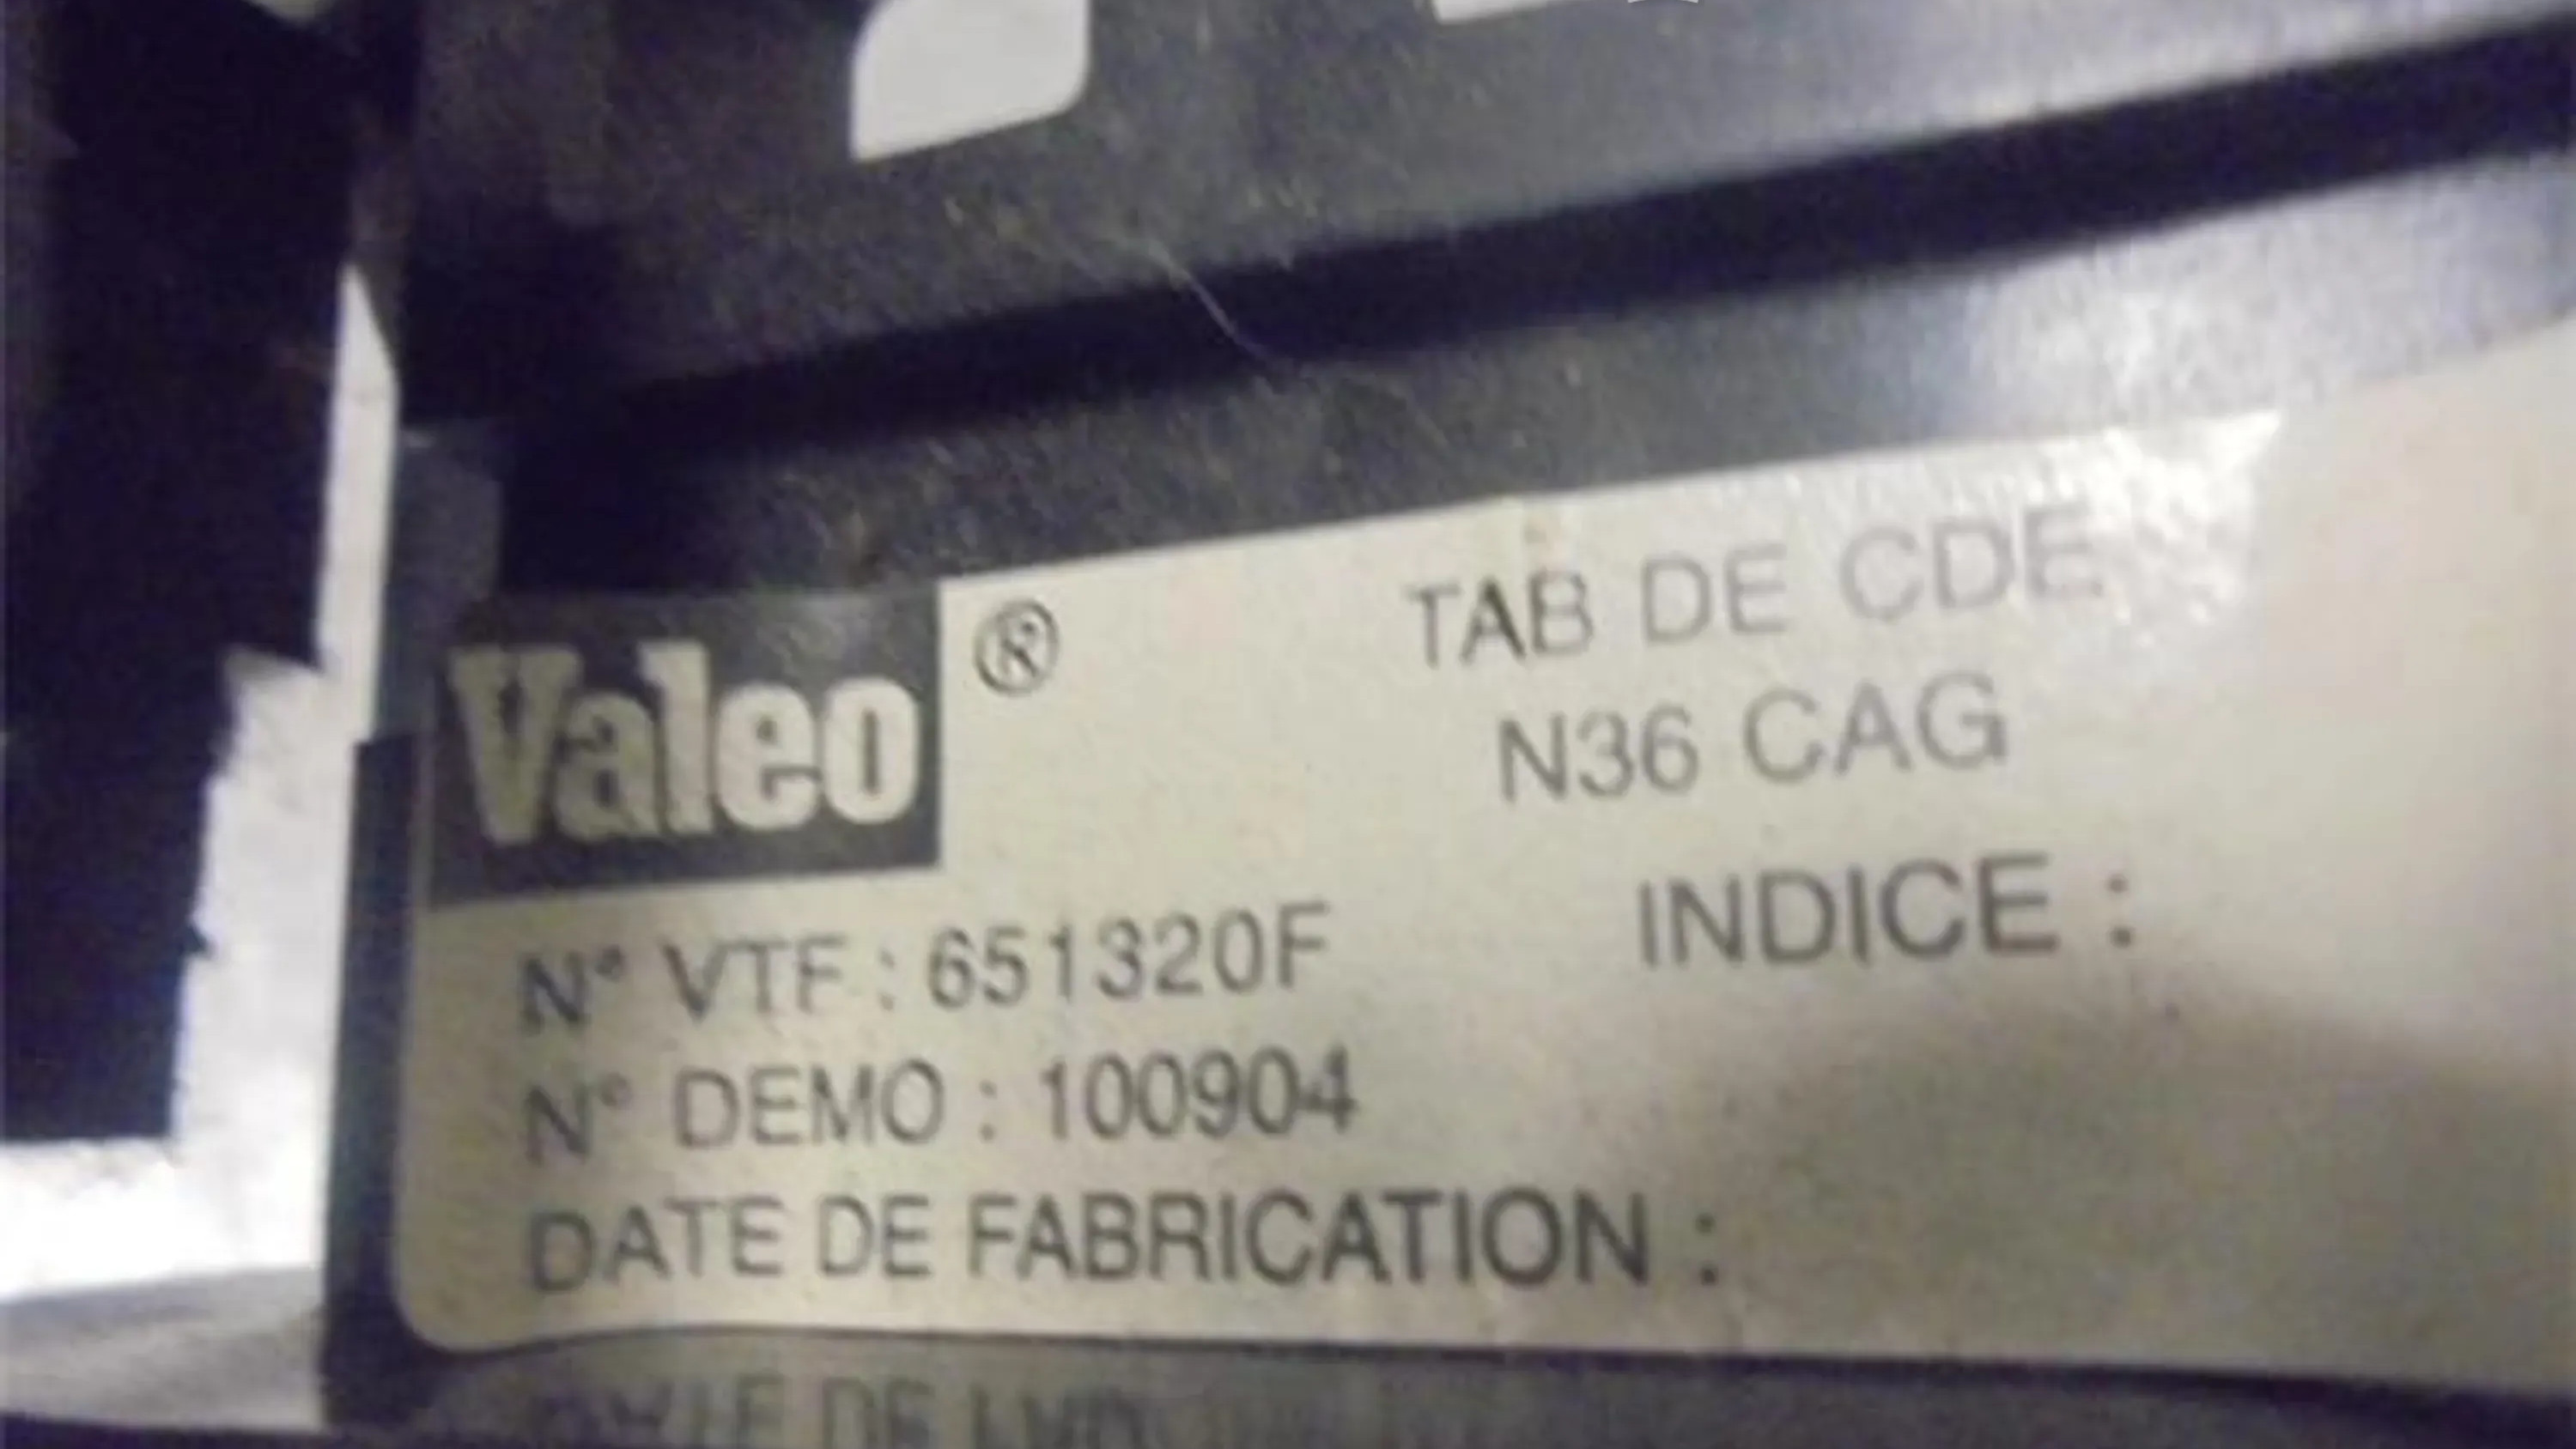 Valeo ®
TAB DE CDE
N36 CAG
INDICE :
N° VTF : 651320F
N° DEMO : 100904
DATE DE FABRICATION :